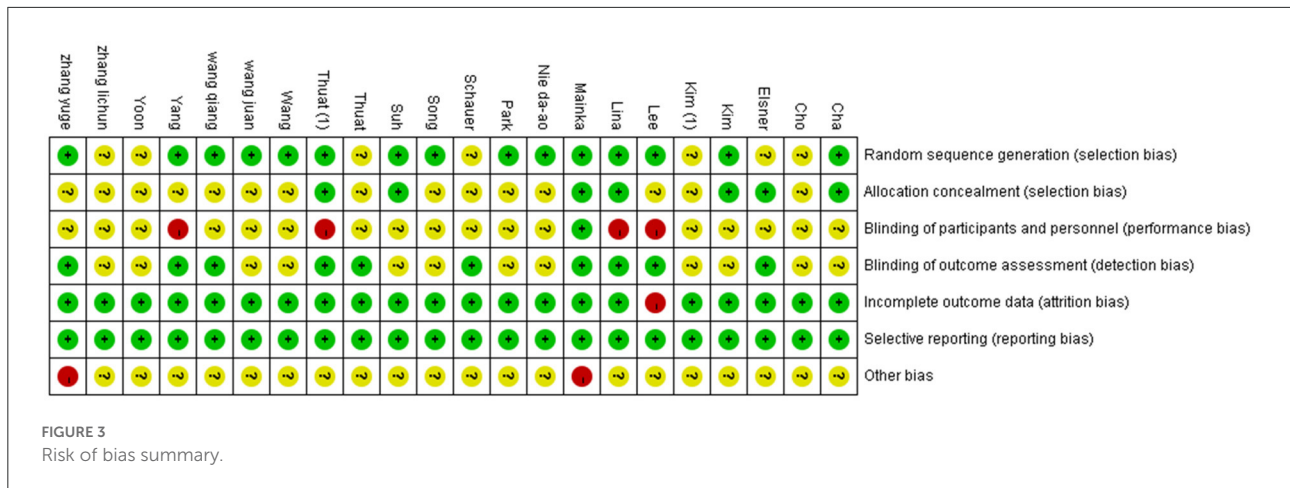 zhang yuge
zhang lichun
Yoon
Yang
wang qiang
wang juan
Wang
Thuat (1)
Thuat
Suh
Song
Schauer
Park
Nie da-ao
Mainka
Lina
Lee
Kim (1)
Kim
Elsner
Cho
Cha
+ ? ? + + + + + ? + + ? + + + + + ? + ? ? + Random sequence generation (selection bias)
? ? ? ? ? ? ? + ? + ? ? ? ? + + ? ? + + ? + Allocation concealment (selection bias)
? ? ? - ? ? ? - ? ? ? ? ? ? + - - ? ? ? ? ? Blinding of participants and personnel (performance bias)
+ ? ? + + ? ? + + ? ? + ? ? + + + ? ? + ? ? Blinding of outcome assessment (detection bias)
+ + + + + + + + + + + + + + + + - + + + + + Incomplete outcome data (attrition bias)
+ + + + + + + + + + + + + + + + + + + + + + Selective reporting (reporting bias)
- ? ? ? ? ? ? ? ? ? ? ? ? ? - ? ? ? ? ? ? ? Other bias
FIGURE 3
Risk of bias summary.